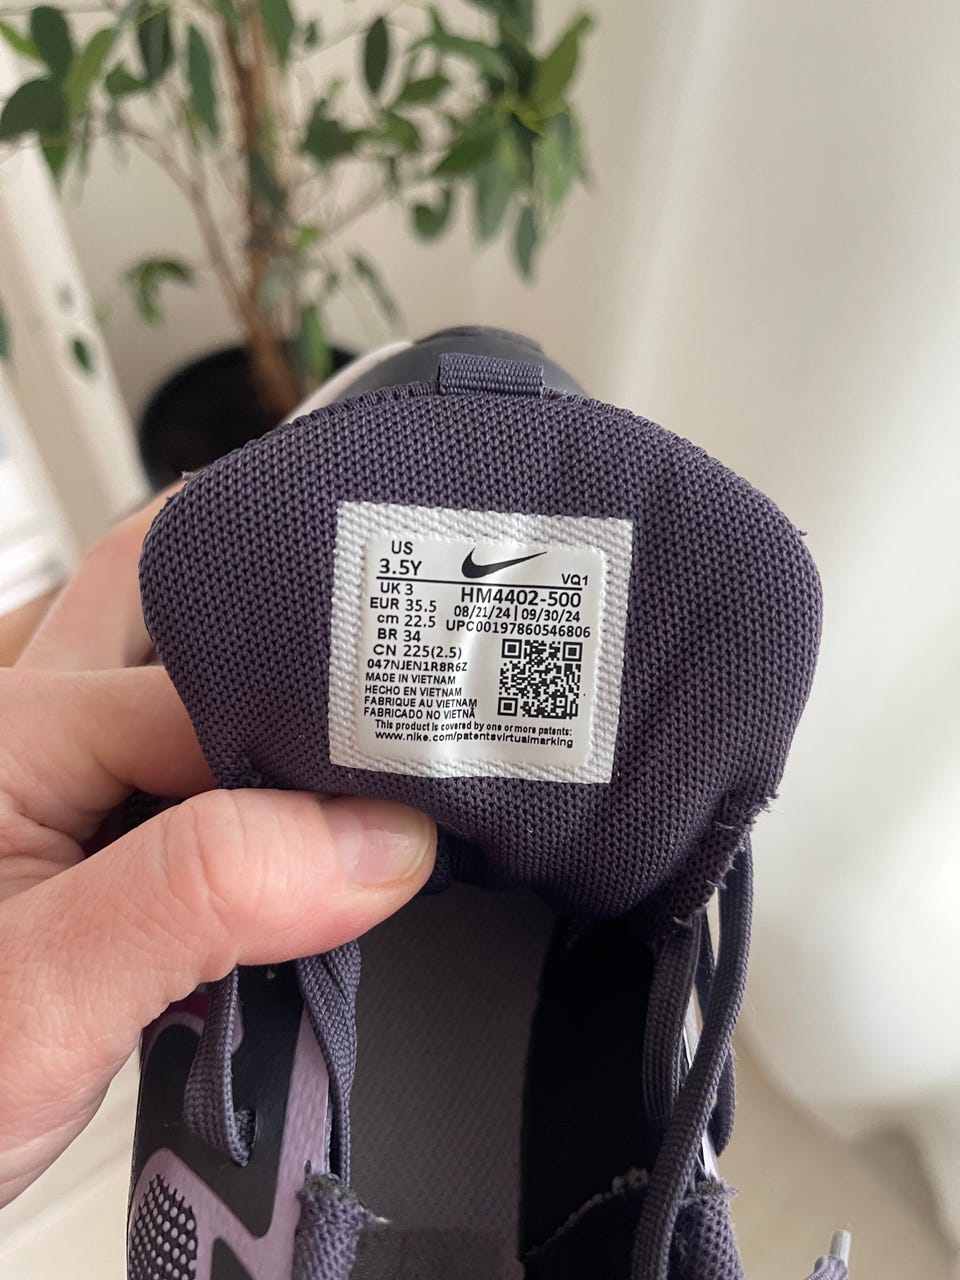 US
3.5Y
VQ1
UK 3
HM4402-500
EUR 35.5
08/21/24 | 09/30/24
cm 22.5
UPC00197860546806
BR 34
CN 225(2.5)
047NJEN1R8R6Z
MADE IN VIETNAM
HECHO EN VIETNAM
FABRIQUE AU VIETNAM
FABRICADO NO VIETNÃ
This product is covered by one or more patents:
www.nike.com/patentsvirtualmarking